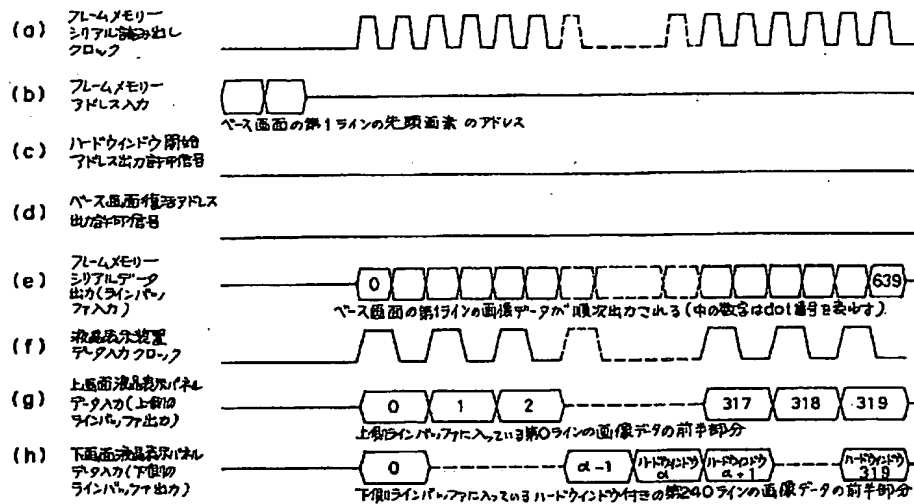 (a) フレームメモリー
シリアル読み出し
クロック
(b) フレームメモリー
アドレス入力
ベース画面の第1ラインの先頭画素のアドレス
(c) ハードウインドウ開始
アドレス出力許可信号
(d) ベース画面復活アドレス
出力許可信号
(e) フレームメモリー
シリアルデータ
出力(ラインバッ
ファ入力)
0 639
ベース画面の第1ラインの画像データが順次出力される(中の数字はdot番号を表わす)
(f) 液晶表示装置
データ入力クロック
(g) 上画面液晶表示パネル
データ入力(上側の
ラインバッファ出力)
0 1 2 317 318 319
上側ラインバッファに入っている第0ラインの画像データの前半部分
(h) 下画面液晶表示パネル
データ入力(下側の
ラインバッファ出力)
0 α-1 ハードウインドウ α ハードウインドウ α+1 ハードウインドウ 319
下側ラインバッファに入っているハードウインドウ付きの第240ラインの画像データの前半部分